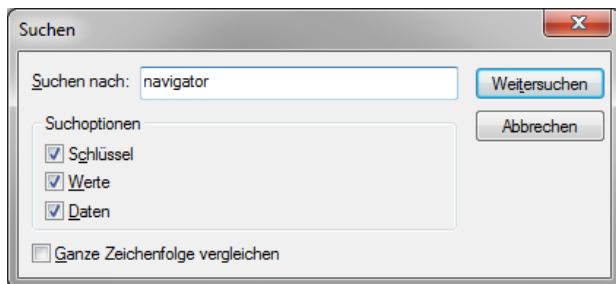 Suchen
Suchen nach: navigator
Weitersuchen
Suchoptionen
Abbrechen
Schlüssel
Werte
Daten
Ganze Zeichenfolge vergleichen